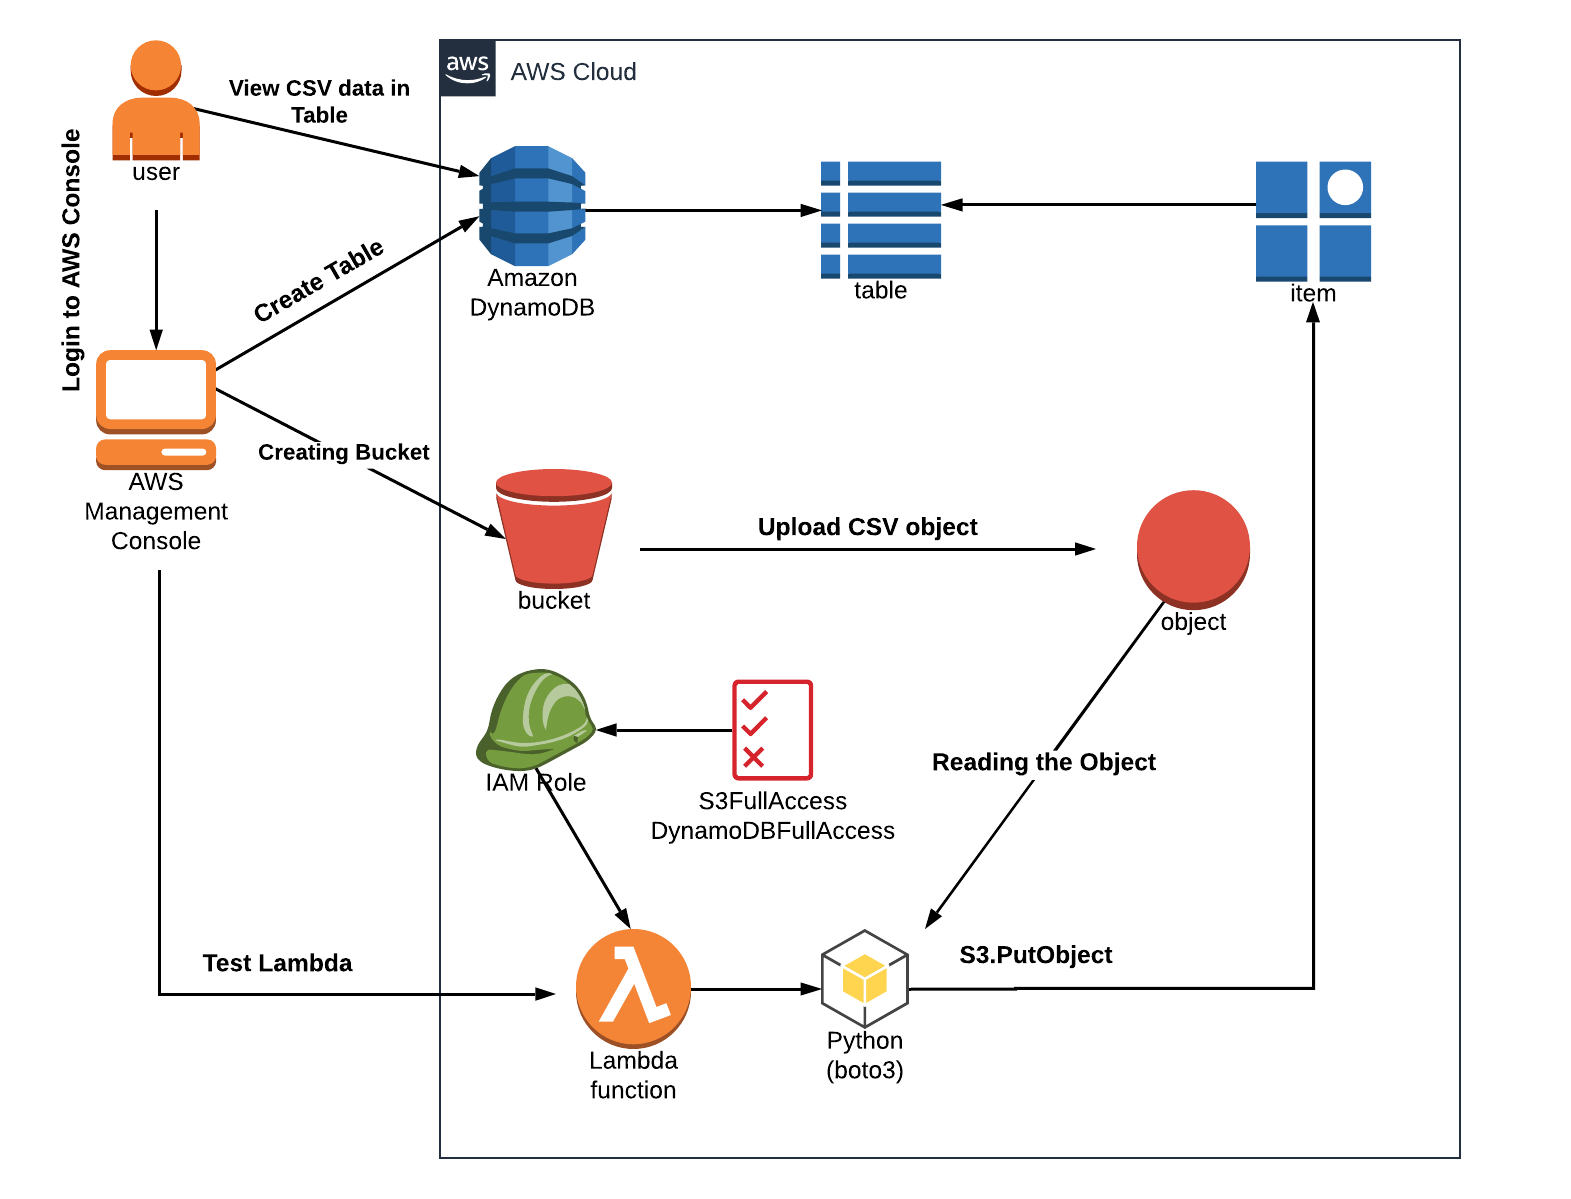 aws
AWS Cloud
View CSV data in
Table
user
Login to AWS Console
Create Table
Amazon
DynamoDB
table
item
Creating Bucket
AWS
Management
Console
Upload CSV object
bucket
object
IAM Role
S3FullAccess
DynamoDBFullAccess
Reading the Object
Test Lambda
S3.PutObject
Lambda
function
Python
(boto3)